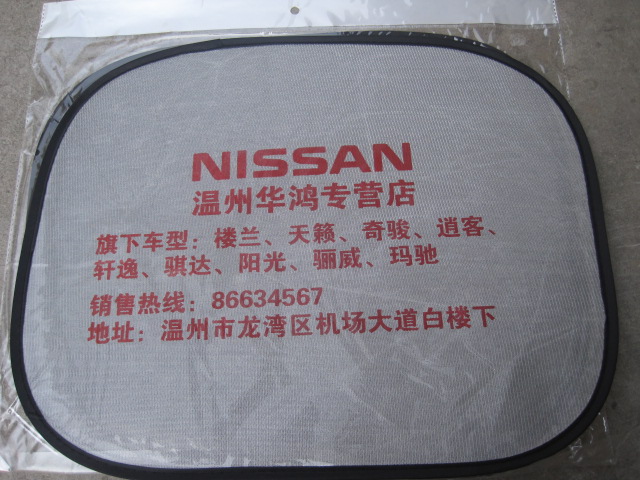 NISSAN
温州华鸿专营店
旗下车型：楼兰、天籁、奇骏、逍客、
轩逸、骐达、阳光、骊威、玛驰
销售热线：86634567
地址：温州市龙湾区机场大道白楼下